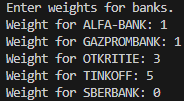 Enter weights for banks.
Weight for ALFA-BANK: 1
Weight for GAZPROMBANK: 1
Weight for OTKRITIE: 3
Weight for TINKOFF: 5
Weight for SBERBANK: 0